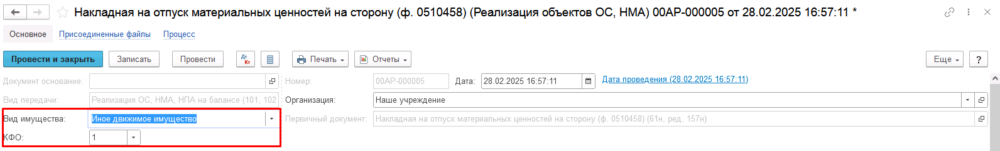 Накладная на отпуск материальных ценностей на сторону (ф. 0510458) (Реализация объектов ОС, НМА) 00АР-000005 от 28.02.2025 16:57:11 *
Основное Присоединенные файлы Процесс
Провести и закрыть Записать Провести Дт Кт Печать Отчеты Еще ?
Документ основание: Номер: 00АР-000005 Дата: 28.02.2025 16:57:11 Дата проведения (28.02.2025 16:57:11)
Вид передачи: Реализация ОС, НМА, НПА на балансе (101, 102 Организация: Наше учреждение
Вид имущества: Иное движимое имущество Первичный документ: Накладная на отпуск материальных ценностей на сторону (ф. 0510458) (61н, ред. 157н)
КФО: 1